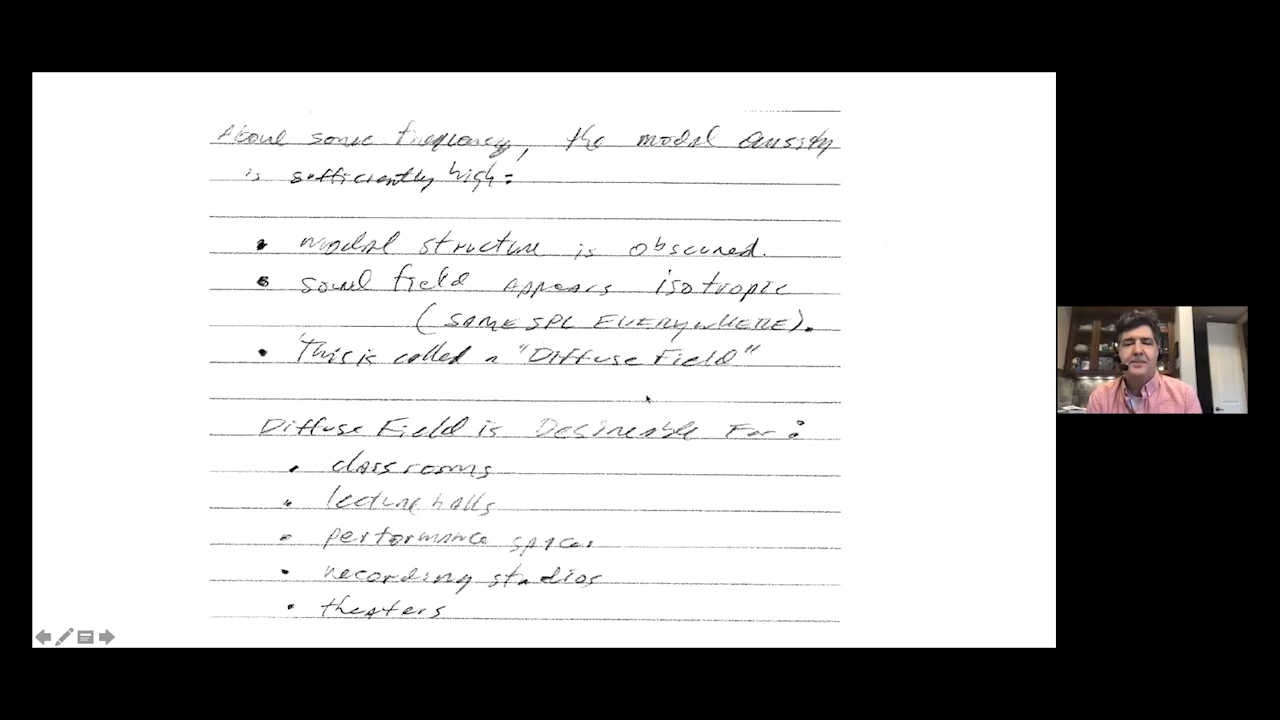 Above some frequency, the modal density
is sufficiently high:
• modal structure is obscured.
• sound field appears isotropic
(SAME SPL EVERYWHERE).
• This is called a "Diffuse Field"
Diffuse Field is Desireable For:
• classrooms
• lecture halls
• performance spaces
• recording studios
• theaters